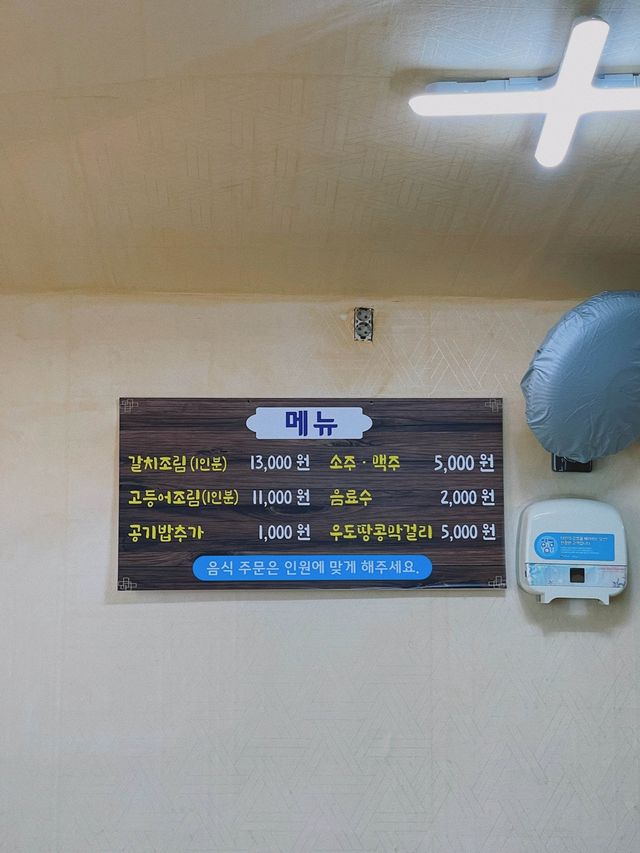 메뉴
갈치조림(1인분) 13,000 원
고등어조림(1인분) 11,000 원
공기밥추가 1,000 원
소주·맥주 5,000 원
음료수 2,000 원
우도땅콩막걸리 5,000 원
음식 주문은 인원에 맞게 해주세요.